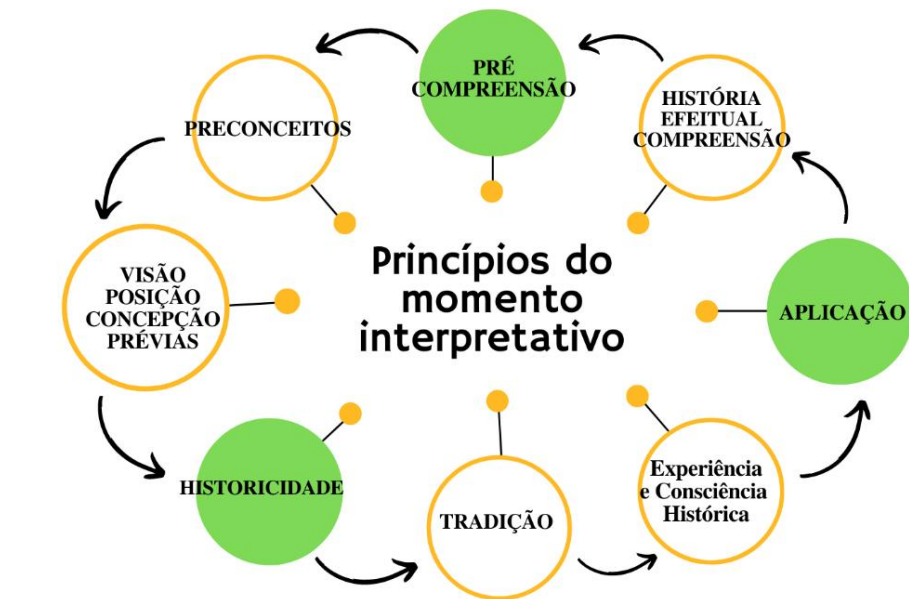 PRÉ
COMPREENSÃO
PRECONCEITOS
VISÃO
POSIÇÃO
CONCEPÇÃO
PRÉVIAS
HISTORICIDADE
TRADIÇÃO
Experiência
e Consciência
Histórica
APLICAÇÃO
HISTÓRIA
EFEITUAL
COMPREENSÃO
Princípios do
momento
interpretativo